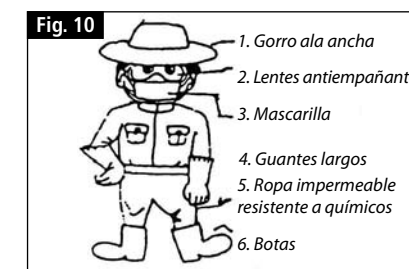 Fig. 10
1. Gorro ala ancha
2. Lentes antiempañant
3. Mascarilla
4. Guantes largos
5. Ropa impermeable
resistente a químicos
6. Botas